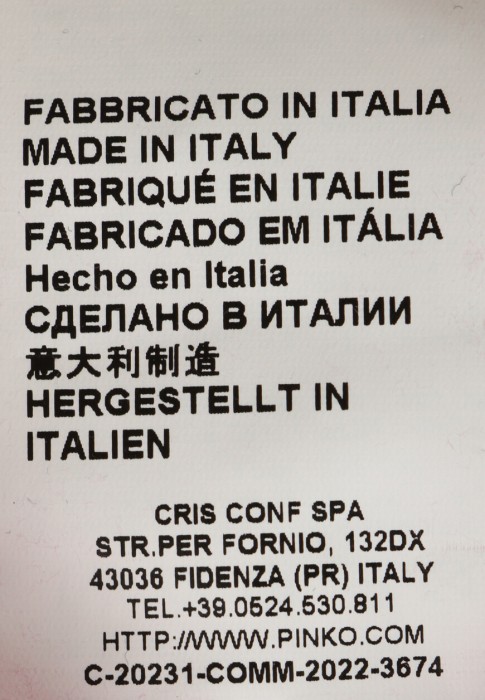 FABBRICATO IN ITALIA
MADE IN ITALY
FABRIQUÉ EN ITALIE
FABRICADO EM ITÁLIA
Hecho en Italia
СДЕЛАНО В ИТАЛИИ
意大利制造
HERGESTELLT IN
ITALIEN
CRIS CONF SPA
STR.PER FORNIO, 132DX
43036 FIDENZA (PR) ITALY
TEL.+39.0524.530.811
HTTP://WWW.PINKO.COM
C-20231-COMM-2022-3674